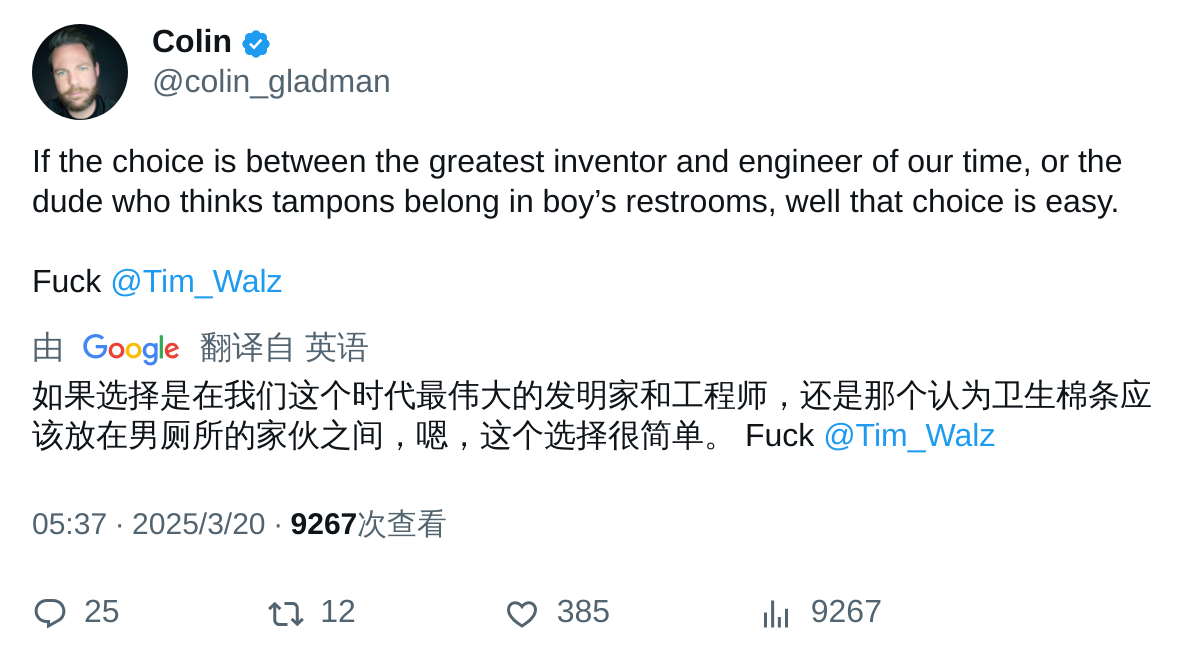 Colin
@colin_gladman
If the choice is between the greatest inventor and engineer of our time, or the
dude who thinks tampons belong in boy’s restrooms, well that choice is easy.
Fuck @Tim_Walz
由 Google 翻译自 英语
如果选择是在我们这个时代最伟大的发明家和工程师，还是那个认为卫生棉条应
该放在男厕所的家伙之间，嗯，这个选择很简单。 Fuck @Tim_Walz
05:37 · 2025/3/20 · 9267次查看
25 12 385 9267